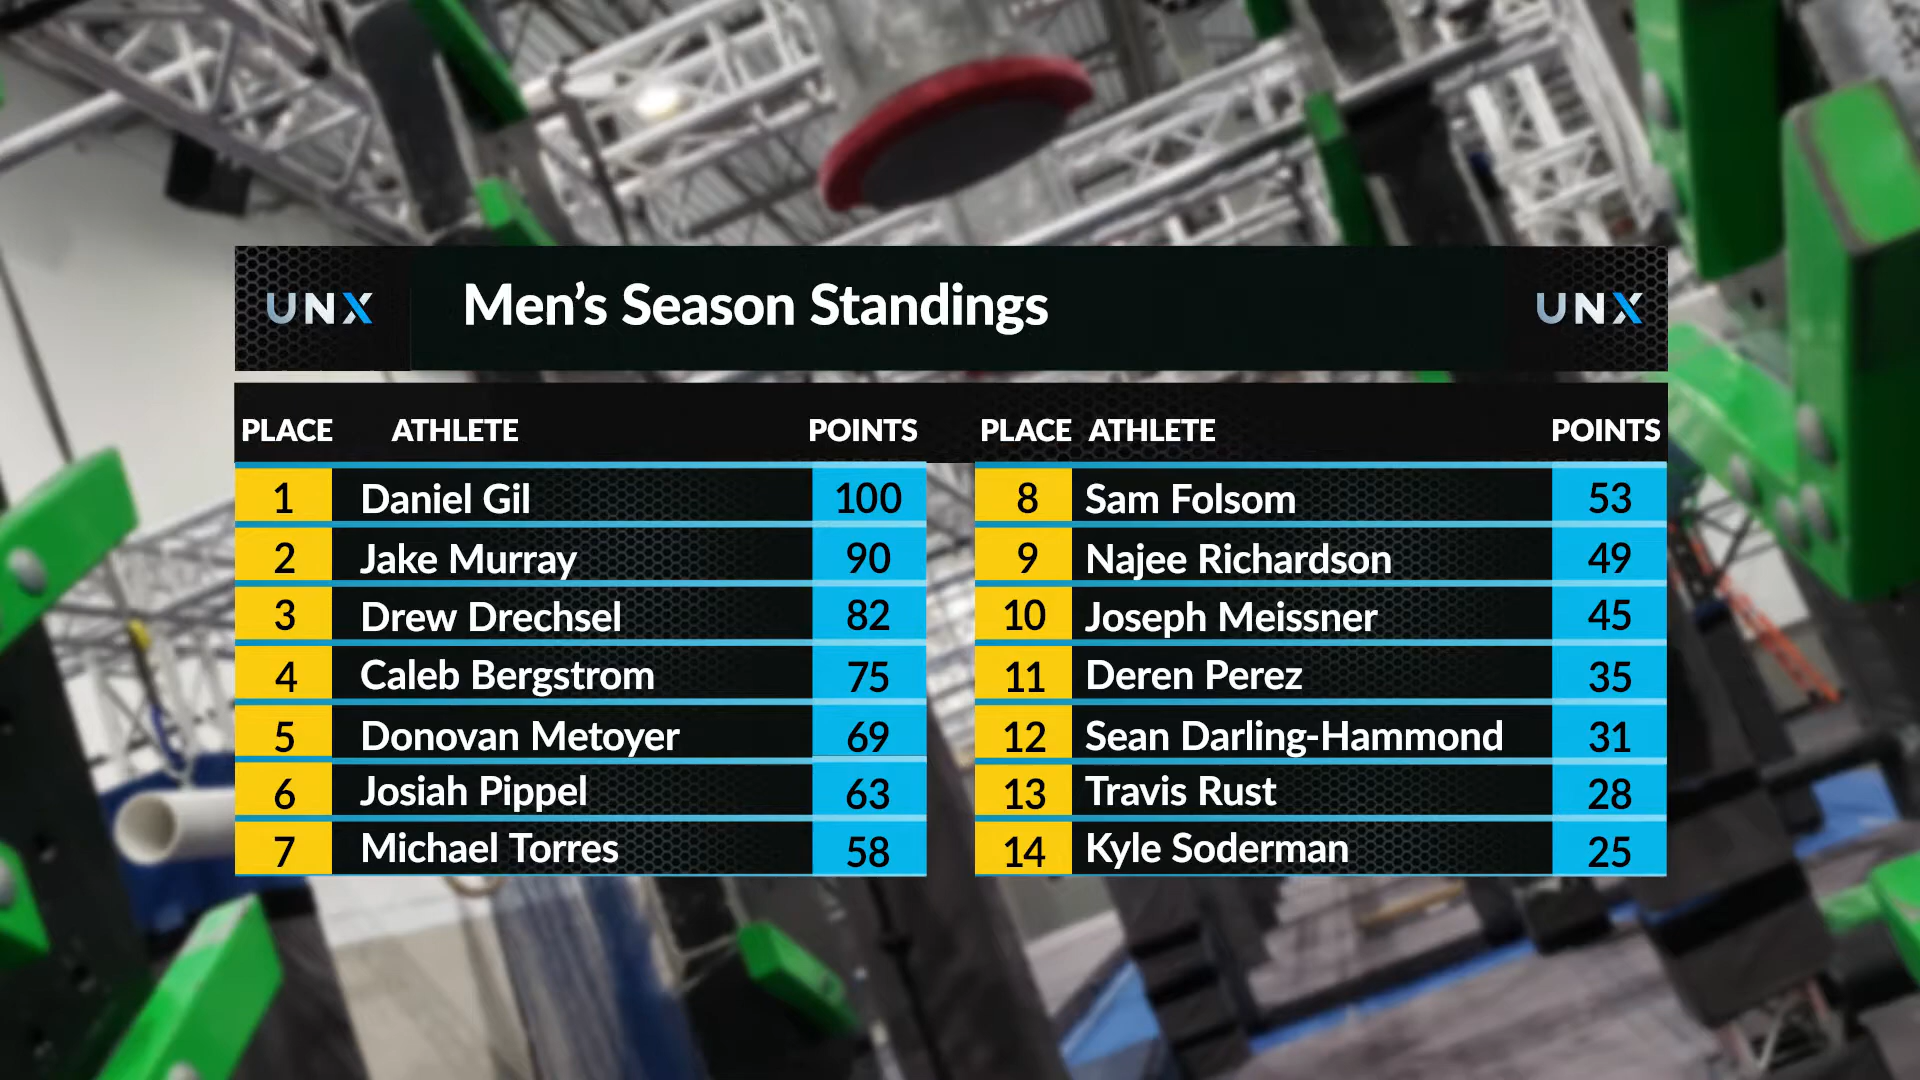 UNX Men's Season Standings UNX
PLACE ATHLETE POINTS
1 Daniel Gil 100
2 Jake Murray 90
3 Drew Drechsel 82
4 Caleb Bergstrom 75
5 Donovan Metoyer 69
6 Josiah Pippel 63
7 Michael Torres 58
PLACE ATHLETE POINTS
8 Sam Folsom 53
9 Najee Richardson 49
10 Joseph Meissner 45
11 Deren Perez 35
12 Sean Darling-Hammond 31
13 Travis Rust 28
14 Kyle Soderman 25